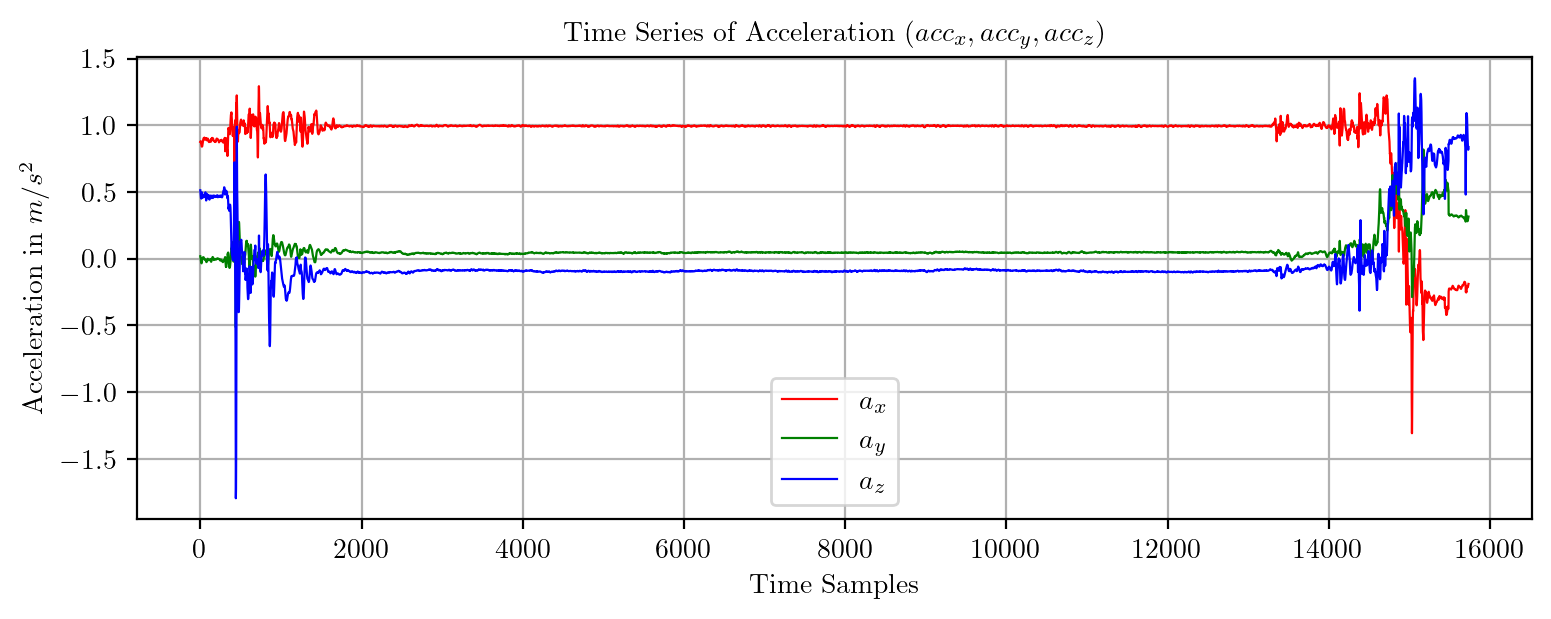 Time Series of Acceleration (acc_x, acc_y, acc_z)
Acceleration in m/s^2
1.5
1.0
0.5
0.0
−0.5
−1.0
−1.5
a_x
a_y
a_z
0 2000 4000 6000 8000 10000 12000 14000 16000
Time Samples